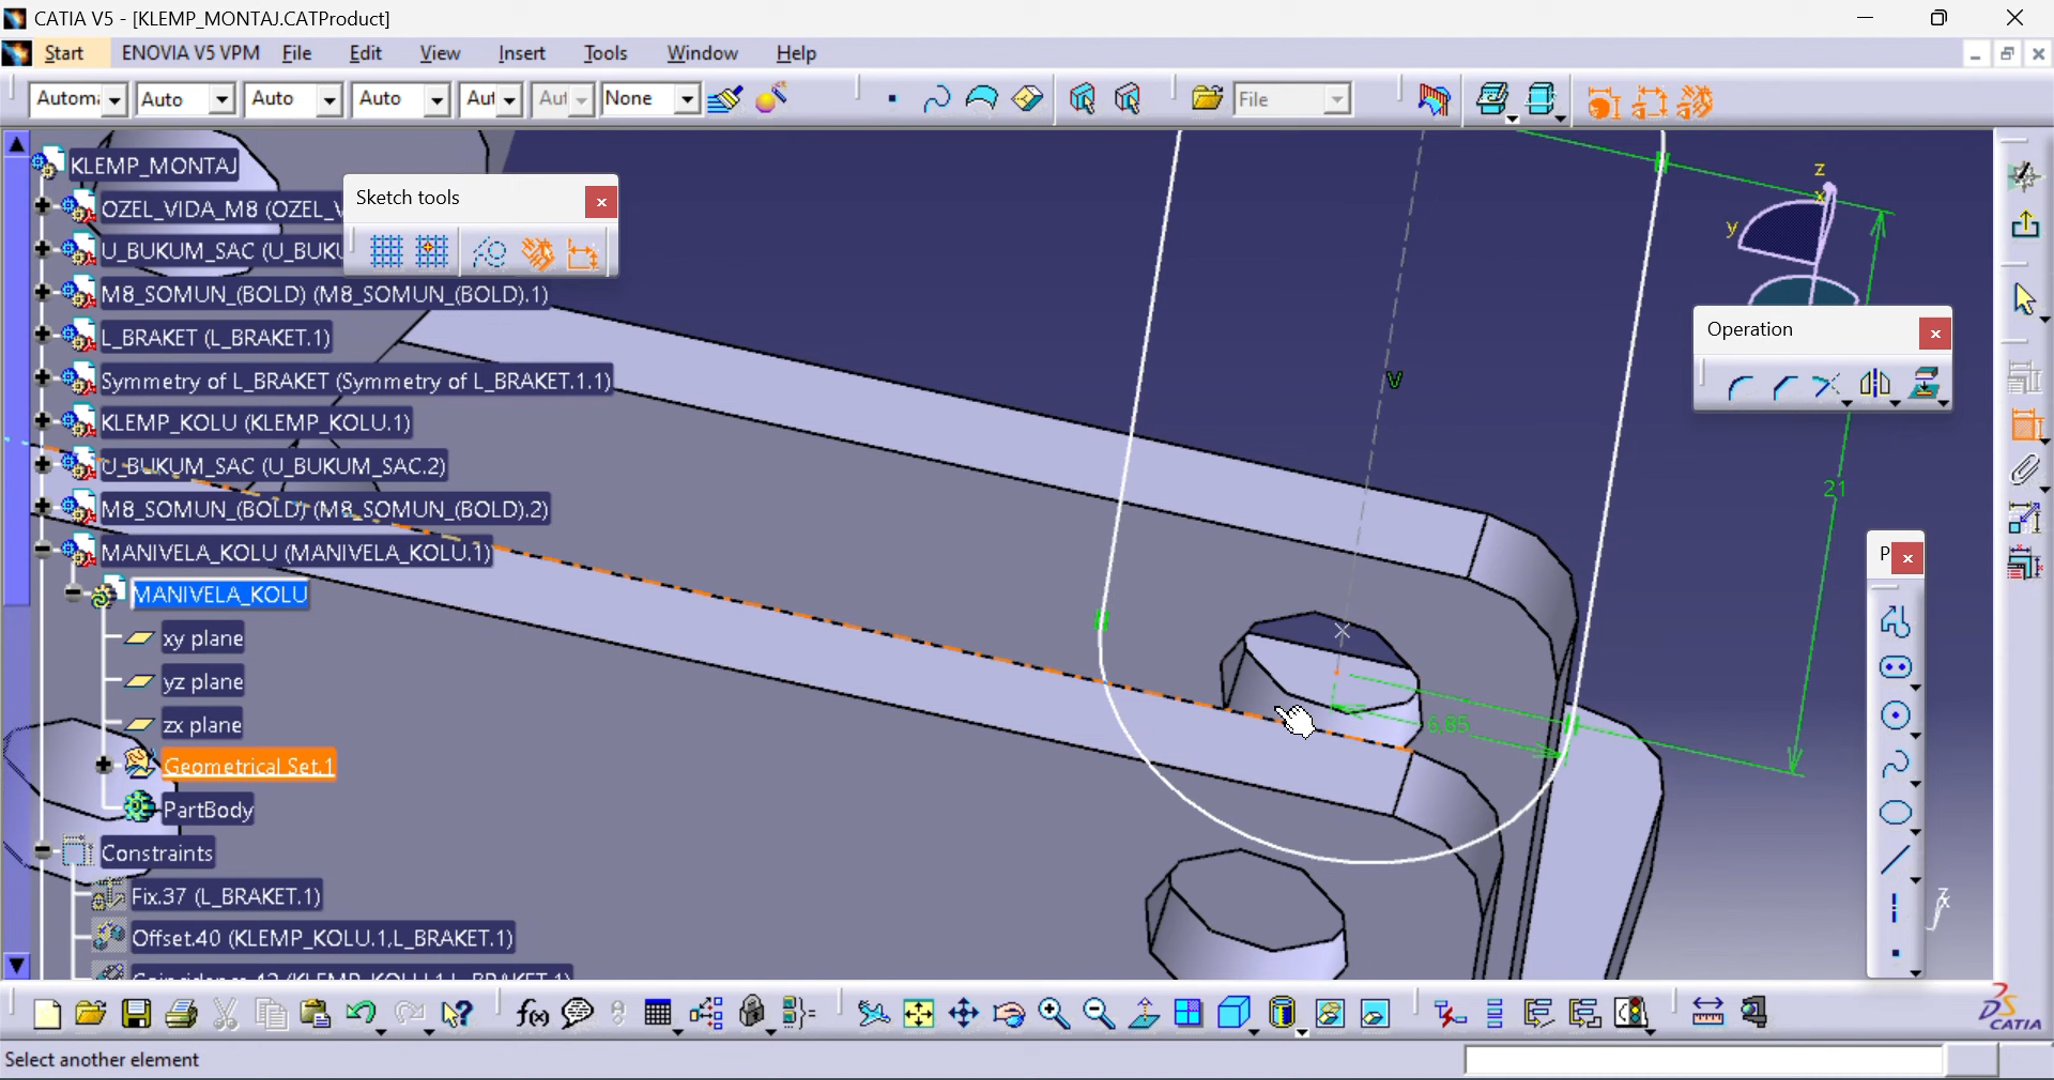 CATIA V5 - [KLEMP_MONTAJ.CATProduct]
Start ENOVIA V5 VPM File Edit View Insert Tools Window Help
Automa Auto Auto Auto Aut Aut None File
KLEMP_MONTAJ
OZEL_VIDA_M8 (OZEL_V
U_BUKUM_SAC (U_BUKU
M8_SOMUN_(BOLD) (M8_SOMUN_(BOLD).1)
L_BRAKET (L_BRAKET.1)
Symmetry of L_BRAKET (Symmetry of L_BRAKET.1.1)
KLEMP_KOLU (KLEMP_KOLU.1)
U_BUKUM_SAC (U_BUKUM_SAC.2)
M8_SOMUN_(BOLD) (M8_SOMUN_(BOLD).2)
MANIVELA_KOLU (MANIVELA_KOLU.1)
MANIVELA_KOLU
xy plane
yz plane
zx plane
Geometrical Set.1
PartBody
Constraints
Fix.37 (L_BRAKET.1)
Offset.40 (KLEMP_KOLU.1,L_BRAKET.1)
Sketch tools
z
x
y
Operation
V
21
P
6,85
f(x)
CATIA
Select another element